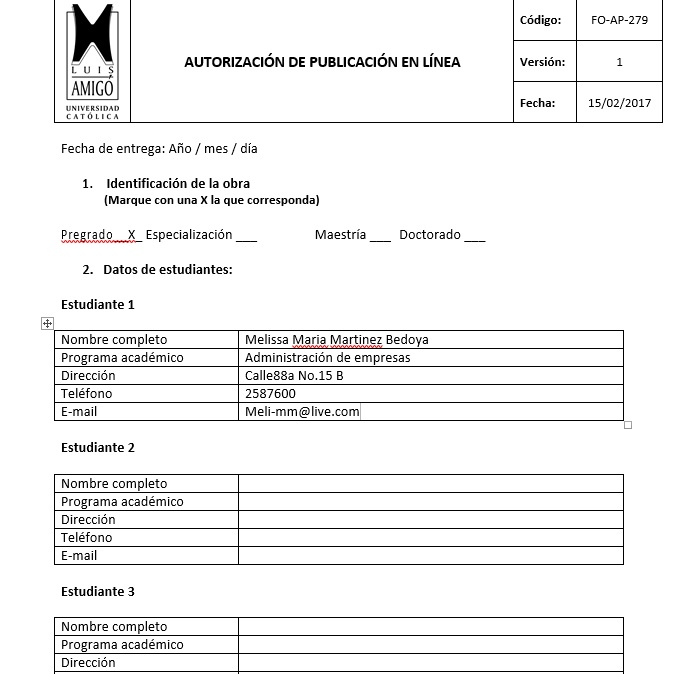 LUIS
AMIGÓ
UNIVERSIDAD
CATÓLICA
AUTORIZACIÓN DE PUBLICACIÓN EN LÍNEA
Código: FO-AP-279
Versión: 1
Fecha: 15/02/2017
Fecha de entrega: Año / mes / día
1. Identificación de la obra
(Marque con una X la que corresponda)
Pregrado __X_ Especialización ___ Maestría ___ Doctorado ___
2. Datos de estudiantes:
Estudiante 1
Nombre completo Melissa Maria Martinez Bedoya
Programa académico Administración de empresas
Dirección Calle88a No.15 B
Teléfono 2587600
E-mail Meli-mm@live.com
Estudiante 2
Nombre completo
Programa académico
Dirección
Teléfono
E-mail
Estudiante 3
Nombre completo
Programa académico
Dirección